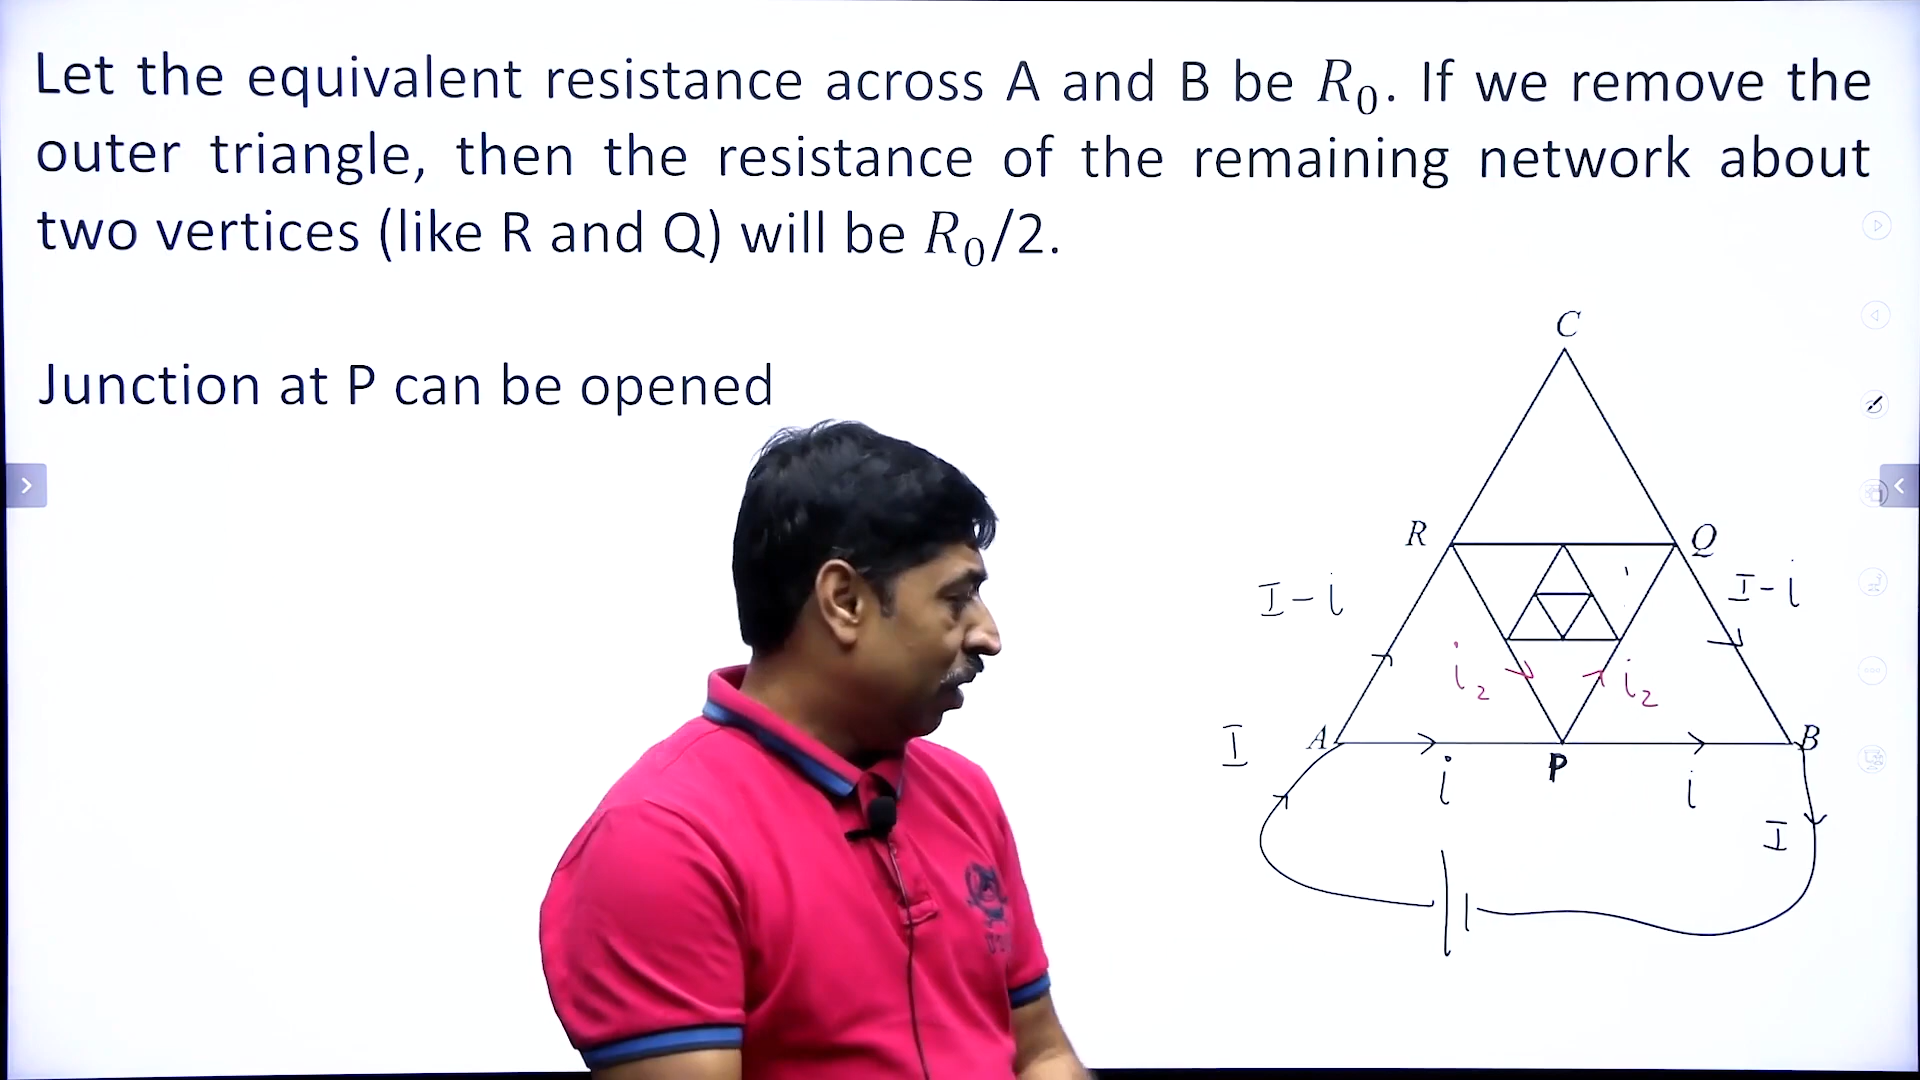 Let the equivalent resistance across A and B be R₀. If we remove the
outer triangle, then the resistance of the remaining network about
two vertices (like R and Q) will be R₀/2.
Junction at P can be opened
C
R
Q
I-i
I-i
i₂
i₂
I
A
B
P
i
i
I